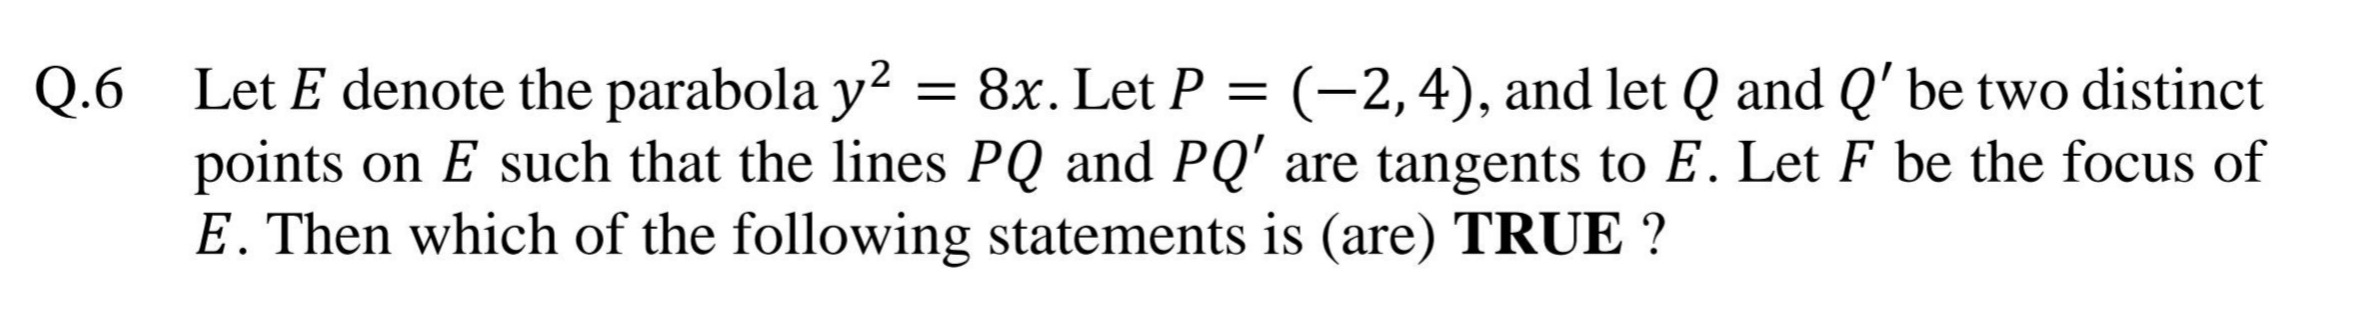 Q.6 Let E denote the parabola y² = 8x. Let P = (−2, 4), and let Q and Q′ be two distinct
points on E such that the lines PQ and PQ′ are tangents to E. Let F be the focus of
E. Then which of the following statements is (are) TRUE ?